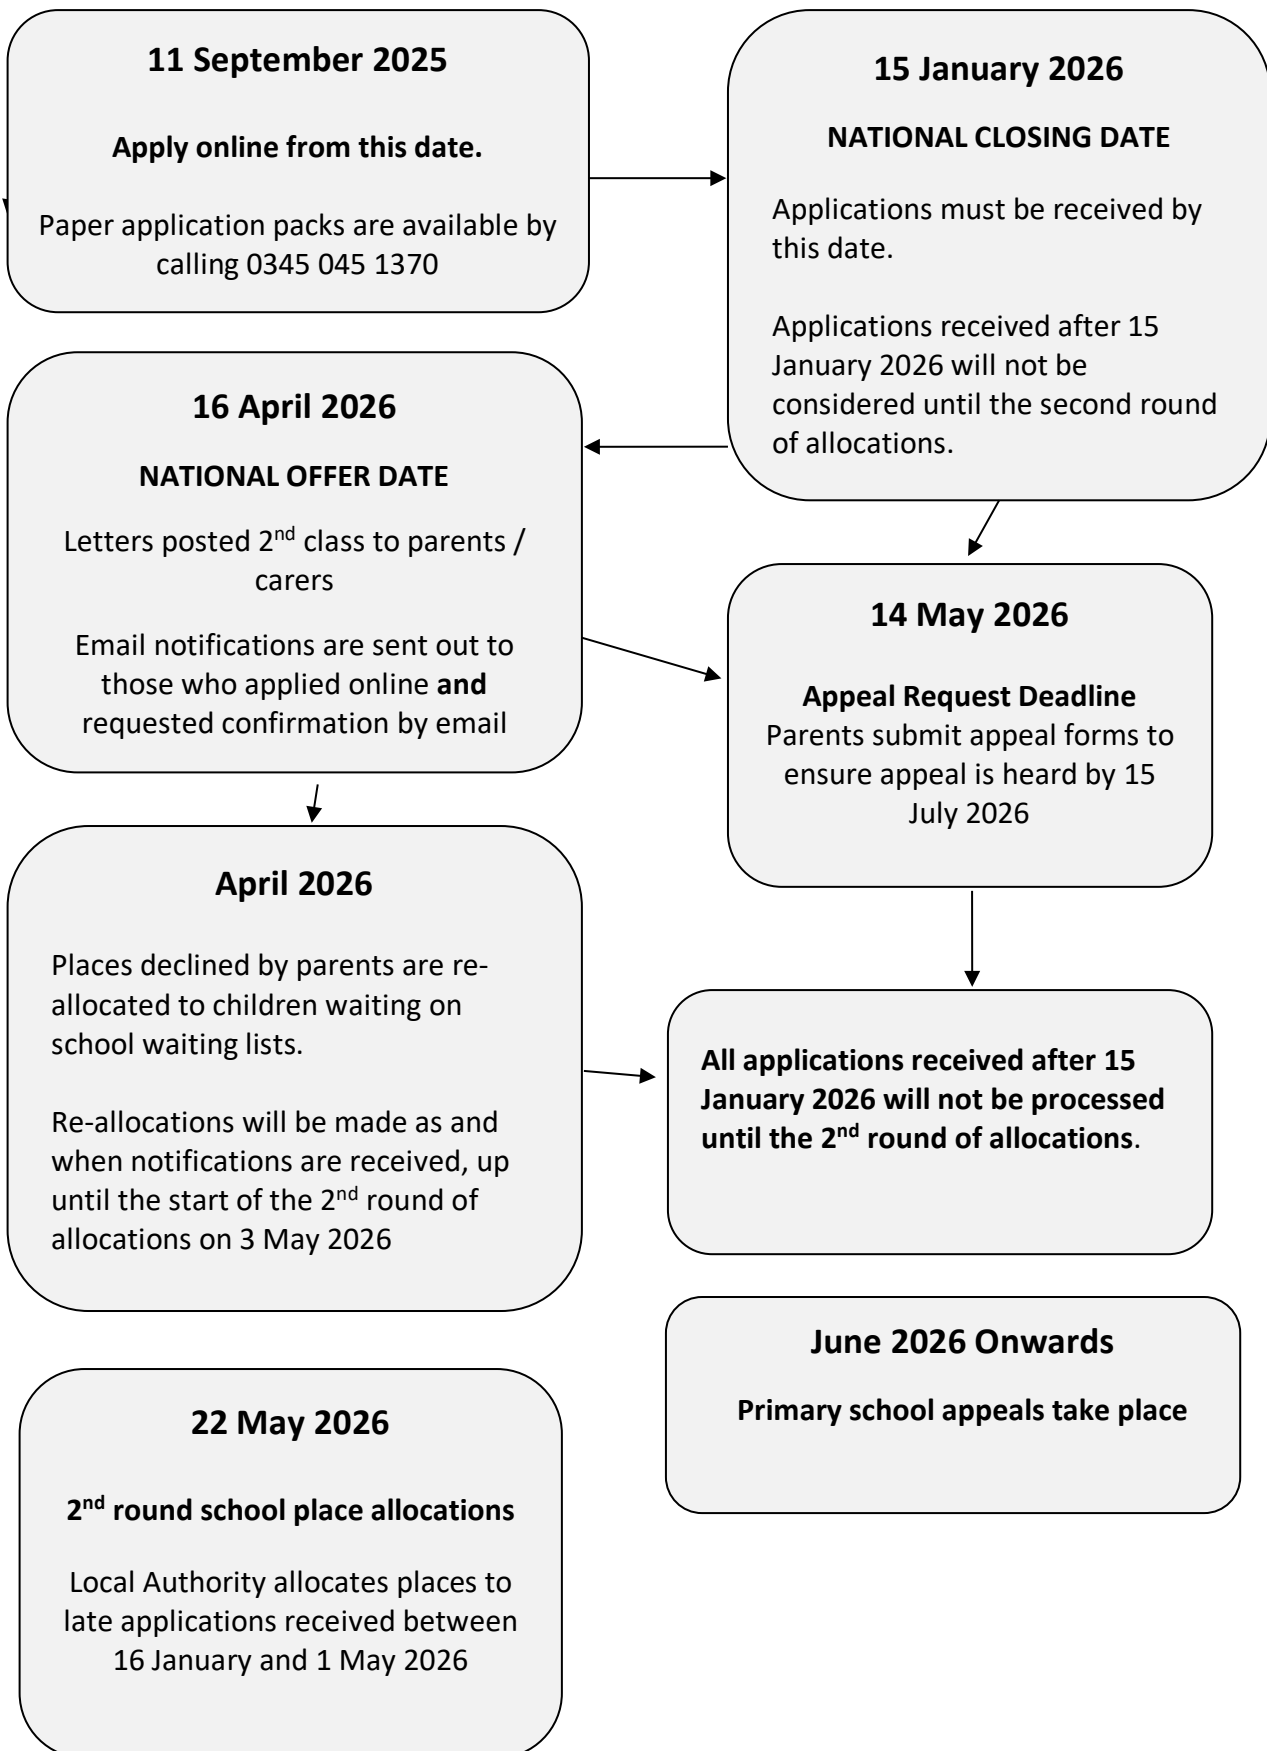 11 September 2025
Apply online from this date.
Paper application packs are available by
calling 0345 045 1370
15 January 2026
NATIONAL CLOSING DATE
Applications must be received by
this date.
Applications received after 15
January 2026 will not be
considered until the second round
of allocations.
16 April 2026
NATIONAL OFFER DATE
Letters posted 2nd class to parents /
carers
Email notifications are sent out to
those who applied online and
requested confirmation by email
14 May 2026
Appeal Request Deadline
Parents submit appeal forms to
ensure appeal is heard by 15
July 2026
April 2026
Places declined by parents are re-
allocated to children waiting on
school waiting lists.
Re-allocations will be made as and
when notifications are received, up
until the start of the 2nd round of
allocations on 3 May 2026
All applications received after 15
January 2026 will not be processed
until the 2nd round of allocations.
June 2026 Onwards
Primary school appeals take place
22 May 2026
2nd round school place allocations
Local Authority allocates places to
late applications received between
16 January and 1 May 2026